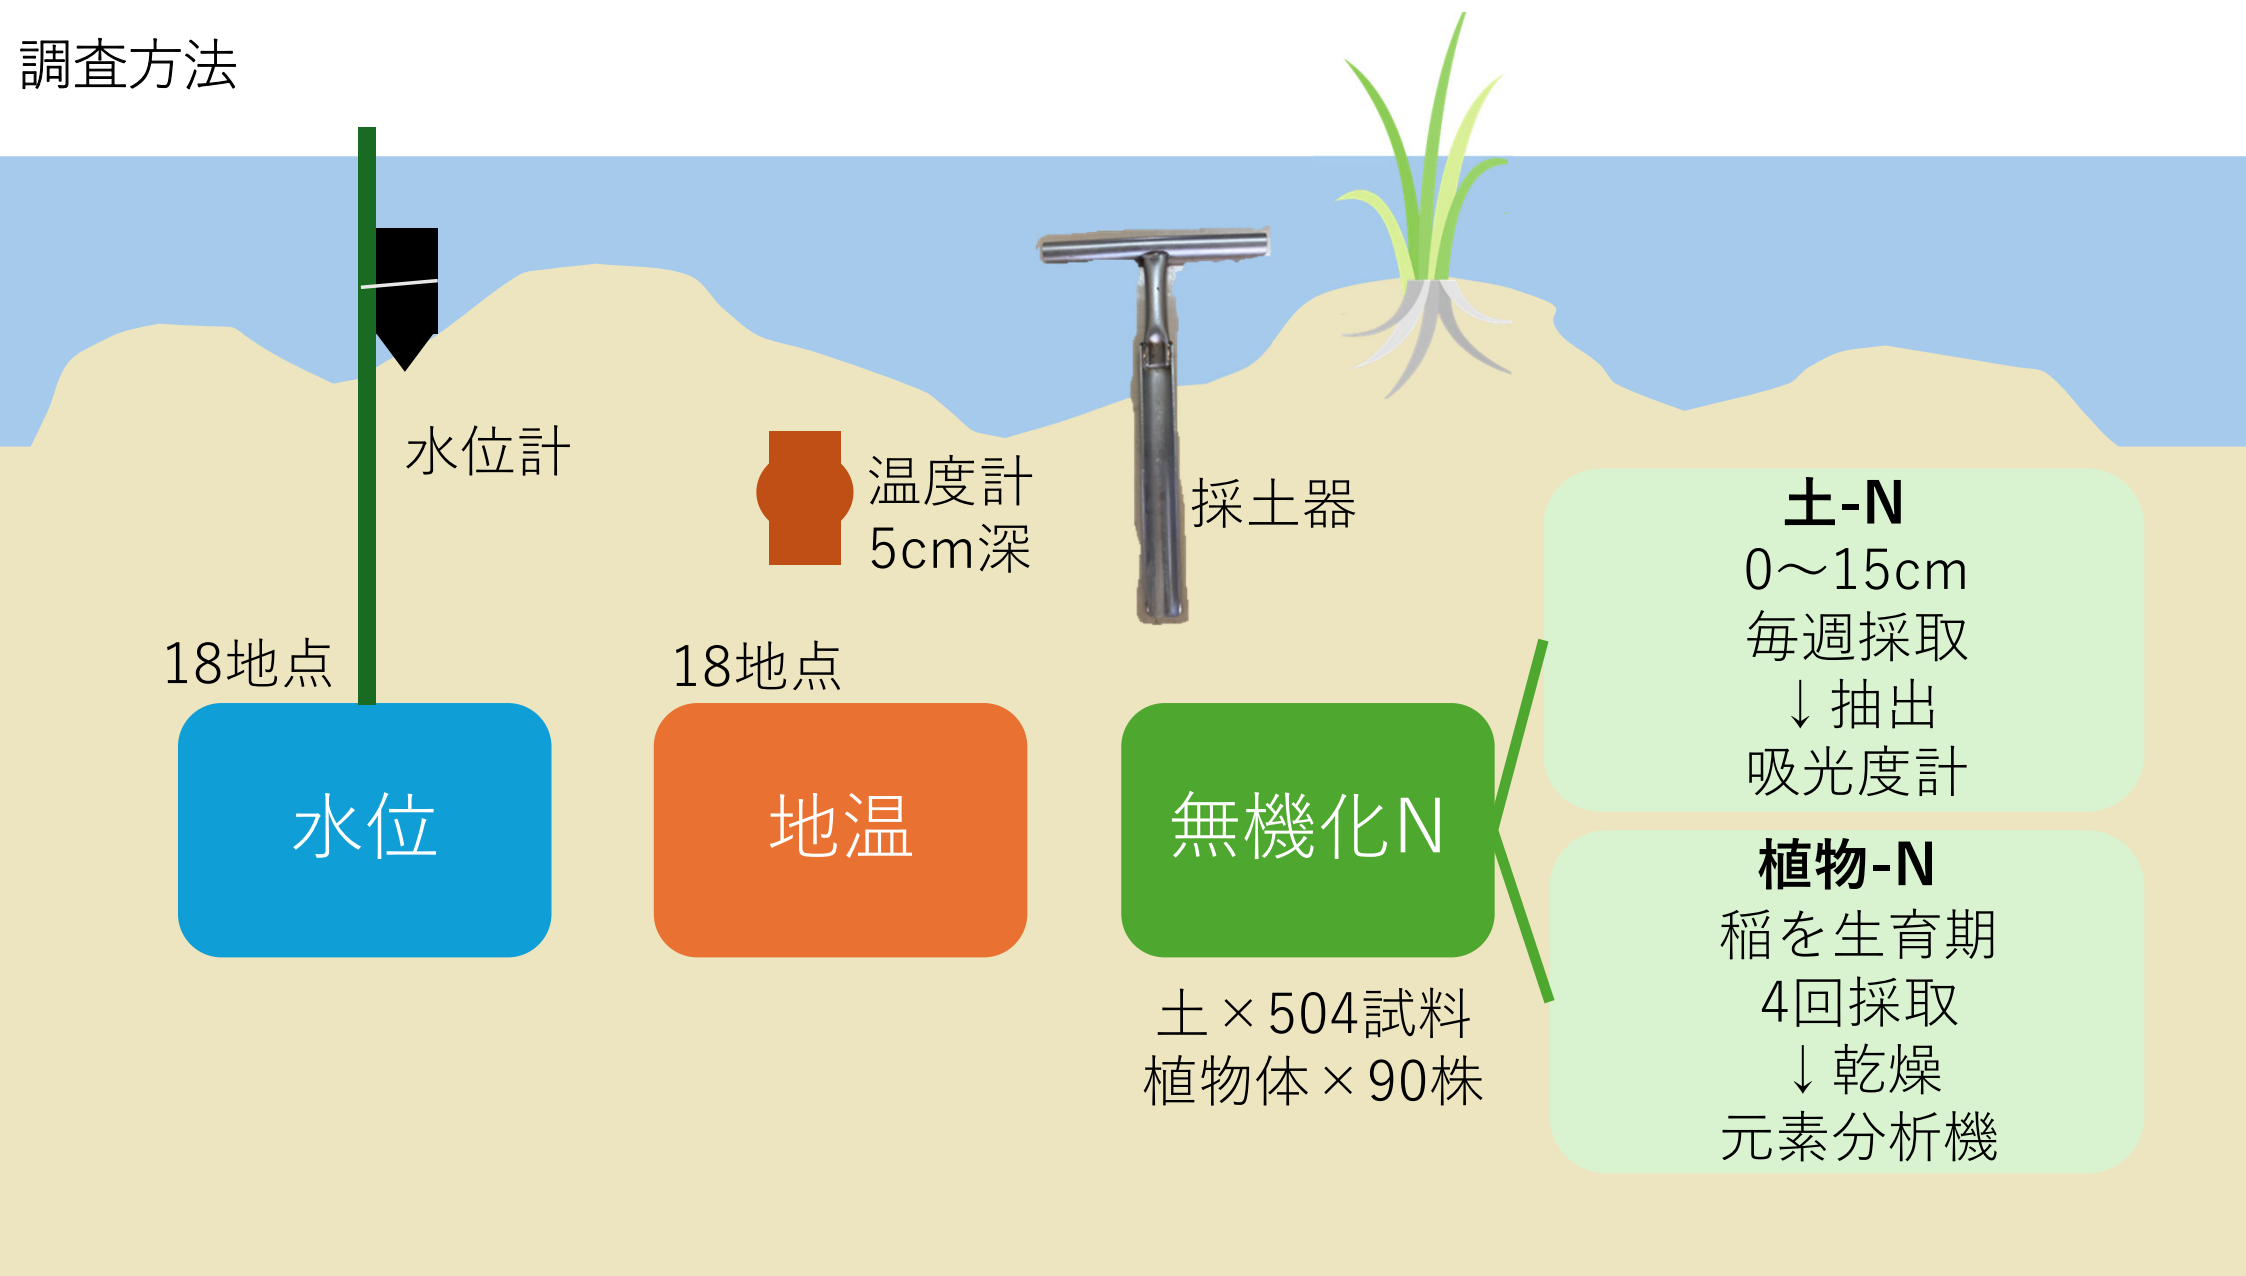 調査方法
水位計
温度計
5cm深
採土器
18地点
18地点
水位
地温
無機化N
土×504試料
植物体×90株
土-N
0～15cm
毎週採取
↓抽出
吸光度計
植物-N
稲を生育期
4回採取
↓乾燥
元素分析機